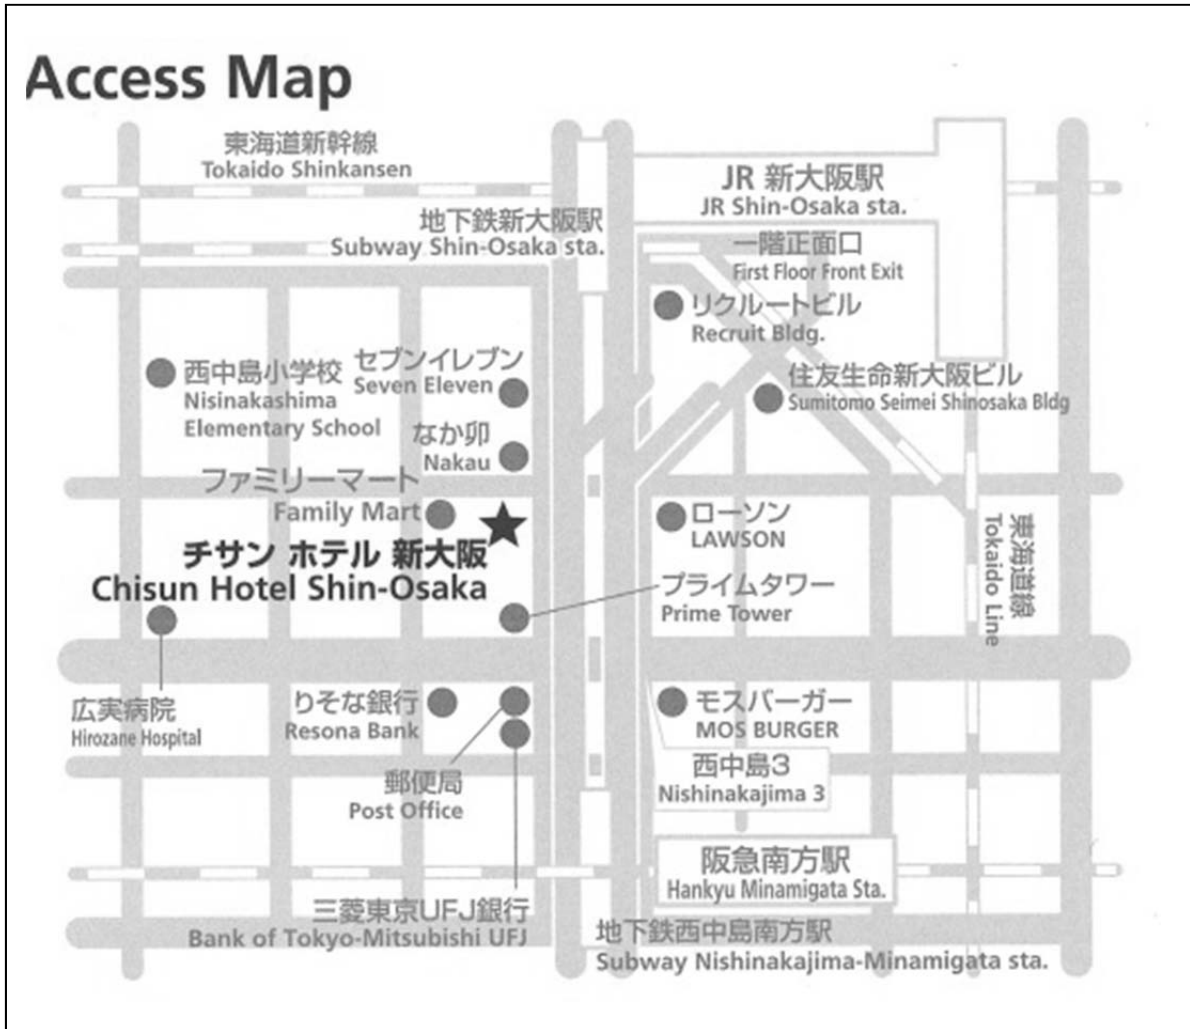 Access Map
東海道新幹線
Tokaido Shinkansen
JR 新大阪駅
JR Shin-Osaka sta.
地下鉄新大阪駅
Subway Shin-Osaka sta.
一階正面口
First Floor Front Exit
リクルートビル
Recruit Bldg.
西中島小学校
Nisinakashima
Elementary School
セブンイレブン
Seven Eleven
住友生命新大阪ビル
Sumitomo Seimei Shinosaka Bldg
なか卯
Nakau
ファミリーマート
Family Mart
ローソン
LAWSON
チサン ホテル 新大阪
Chisun Hotel Shin-Osaka
プライムタワー
Prime Tower
東海道線
Tokaido Line
広実病院
Hirozane Hospital
りそな銀行
Resona Bank
モスバーガー
MOS BURGER
郵便局
Post Office
西中島3
Nishinakajima 3
阪急南方駅
Hankyu Minamigata Sta.
三菱東京UFJ銀行
Bank of Tokyo-Mitsubishi UFJ
地下鉄西中島南方駅
Subway Nishinakajima-Minamigata sta.